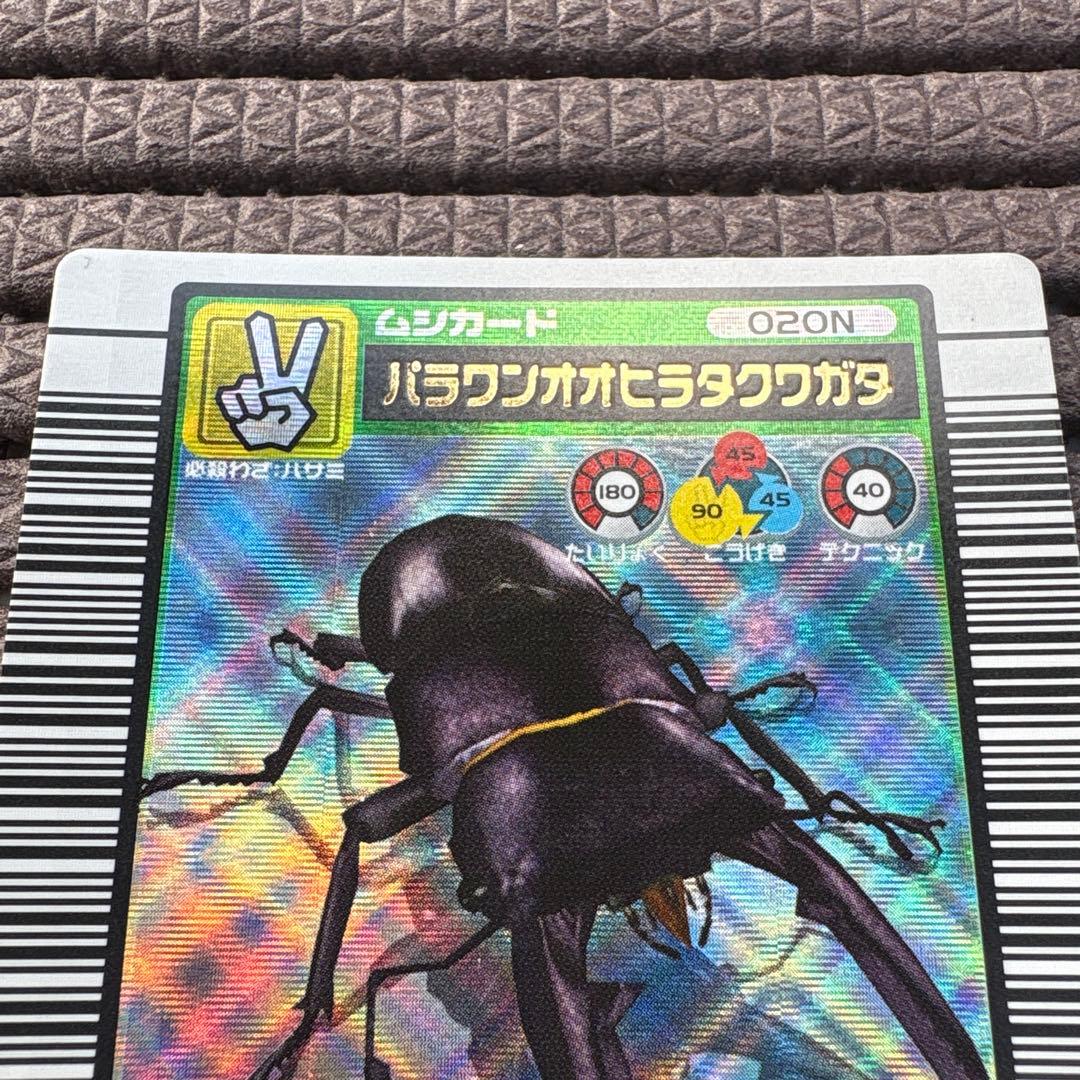 ムシカード
020N
パラワンオオヒラタクワガタ
必殺わざ:ハサミ
180
45
90
45
40
たいりょく
こうげき
テクニック